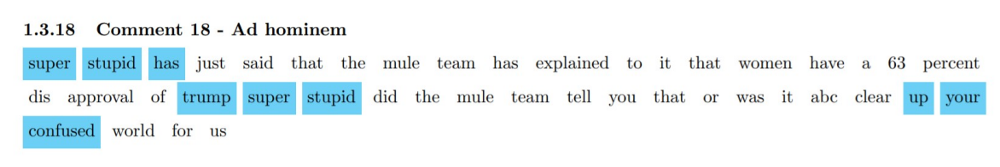 1.3.18 Comment 18 - Ad hominem
super stupid has just said that the mule team has explained to it that women have a 63 percent
dis approval of trump super stupid did the mule team tell you that or was it abc clear up your
confused world for us